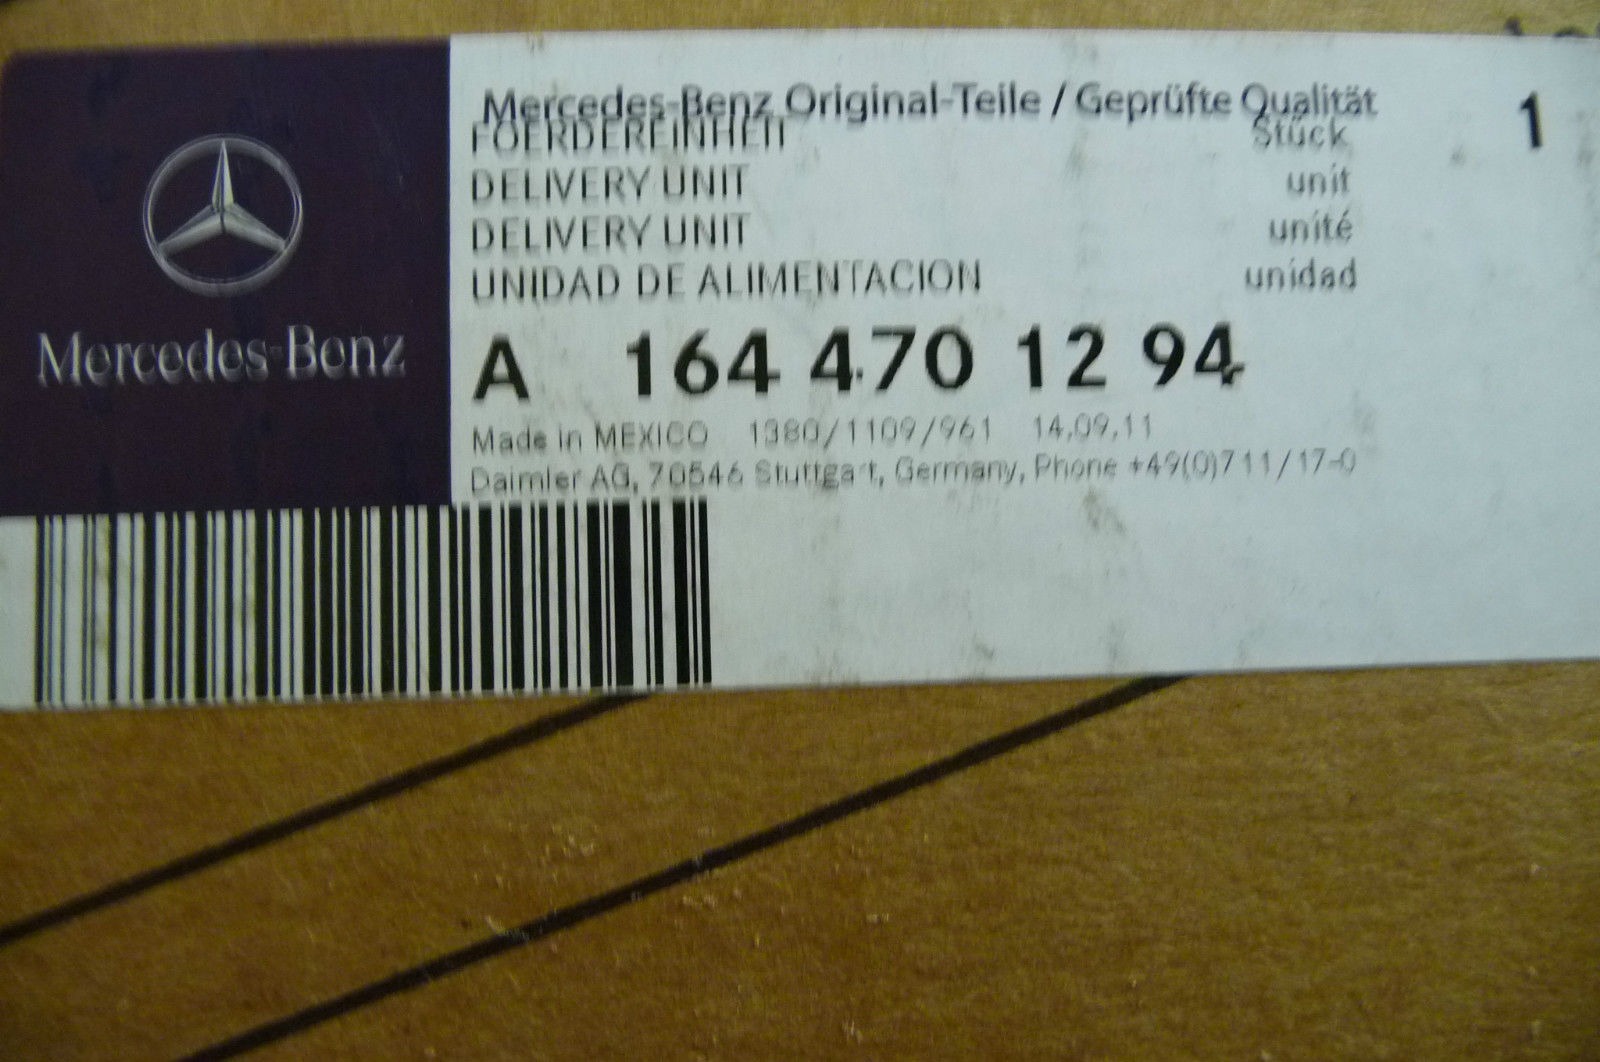 Mercedes-Benz
Mercedes-Benz Original-Teile / Geprüfte Qualität
FOERDEREINHEIT Stück 1
DELIVERY UNIT unit
DELIVERY UNIT unité
UNIDAD DE ALIMENTACION unidad
A 164 470 12 94
Made in MEXICO 1380/1109/961 14.09.11
Daimler AG, 70546 Stuttgart, Germany, Phone +49(0)711/17-0